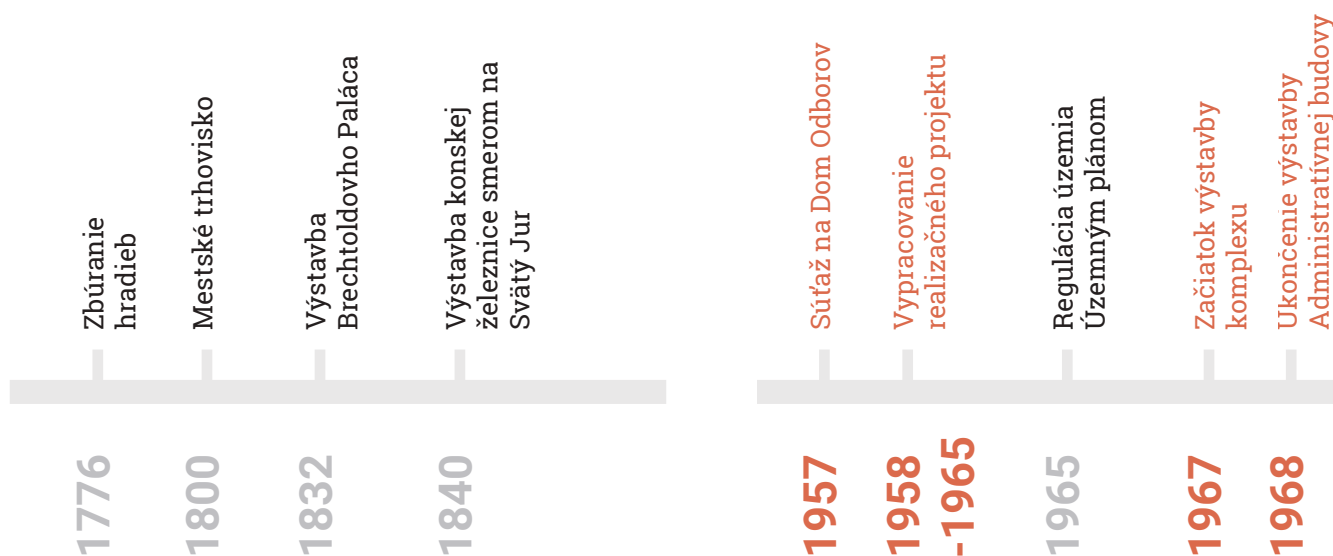 Zbúranie
hradieb
1776
Mestské trhovisko
1800
Výstavba
Brechtoldovho Paláca
1832
Výstavba konskej
železnice smerom na
Svätý Jur
1840
Súťaž na Dom Odborov
1957
Vypracovanie
realizačného projektu
1958
-1965
Regulácia územia
Územným plánom
1965
Začiatok výstavby
komplexu
1967
Ukončenie výstavby
Administratívnej budovy
1968